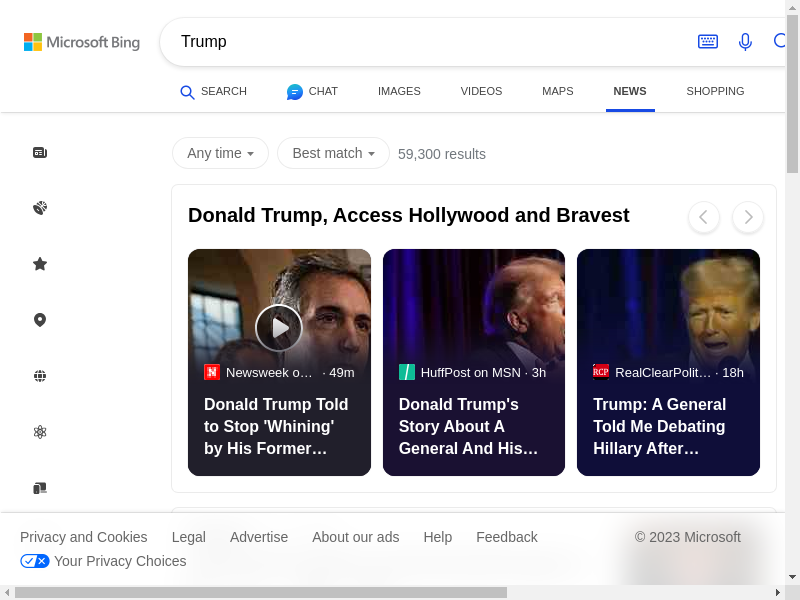 Microsoft Bing
Trump
SEARCH
CHAT
IMAGES
VIDEOS
MAPS
NEWS
SHOPPING
Any time
Best match
59,300 results
Donald Trump, Access Hollywood and Bravest
Newsweek o... · 49m
Donald Trump Told
to Stop 'Whining'
by His Former...
HuffPost on MSN · 3h
Donald Trump's
Story About A
General And His...
RCP
RealClearPolit... · 18h
Trump: A General
Told Me Debating
Hillary After...
Privacy and Cookies
Legal
Advertise
About our ads
Help
Feedback
© 2023 Microsoft
Your Privacy Choices